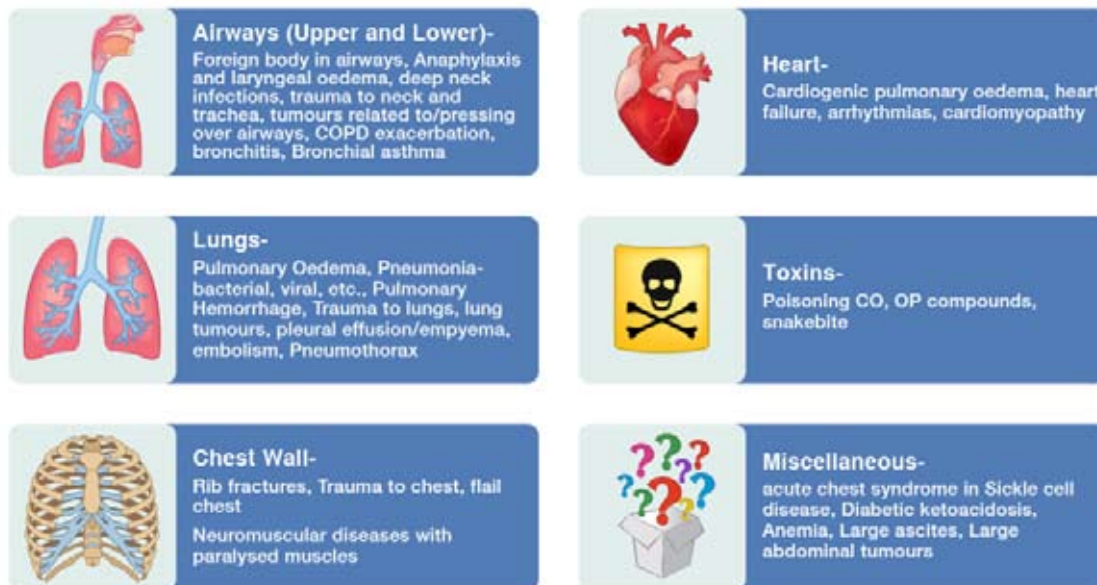 Airways (Upper and Lower)-
Foreign body in airways, Anaphylaxis
and laryngeal oedema, deep neck
infections, trauma to neck and
trachea, tumours related to/pressing
over airways, COPD exacerbation,
bronchitis, Bronchial asthma
Heart-
Cardiogenic pulmonary oedema, heart
failure, arrhythmias, cardiomyopathy
Lungs-
Pulmonary Oedema, Pneumonia-
bacterial, viral, etc., Pulmonary
Hemorrhage, Trauma to lungs, lung
tumours, pleural effusion/empyema,
embolism, Pneumothorax
Toxins-
Poisoning CO, OP compounds,
snakebite
Chest Wall-
Rib fractures, Trauma to chest, flail
chest
Neuromuscular diseases with
paralysed muscles
Miscellaneous-
acute chest syndrome in Sickle cell
disease, Diabetic ketoacidosis,
Anemia, Large ascites, Large
abdominal tumours